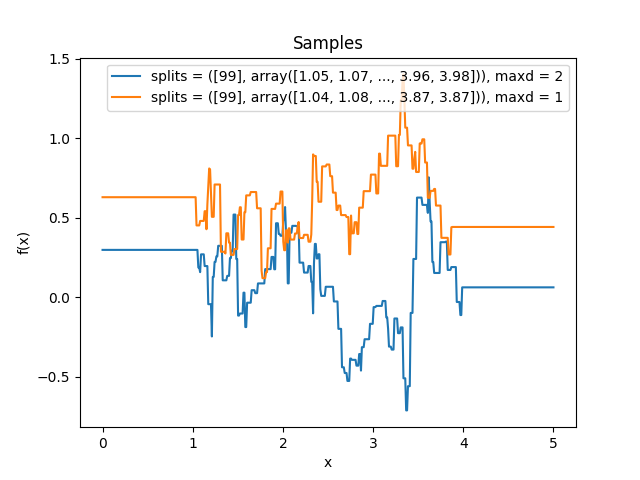 Samples
splits = ([99], array([1.05, 1.07, ..., 3.96, 3.98])), maxd = 2
splits = ([99], array([1.04, 1.08, ..., 3.87, 3.87])), maxd = 1
f(x)
1.5
1.0
0.5
0.0
−0.5
0 1 2 3 4 5
x